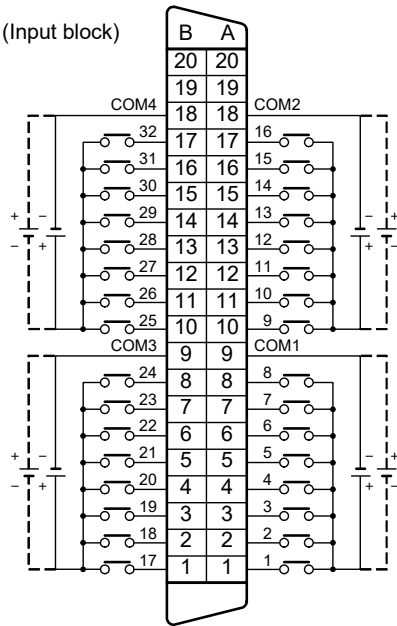 (Input block)
B A
20 20
19 19
COM4 18 18 COM2
32 17 17 16
31 16 16 15
30 15 15 14
+ − 29 14 14 13 − +
− + 28 13 13 12 + −
27 12 12 11
26 11 11 10
25 10 10 9
COM3 9 9 COM1
24 8 8 8
23 7 7 7
22 6 6 6
+ − 21 5 5 5 − +
− + 20 4 4 4 + −
19 3 3 3
18 2 2 2
17 1 1 1